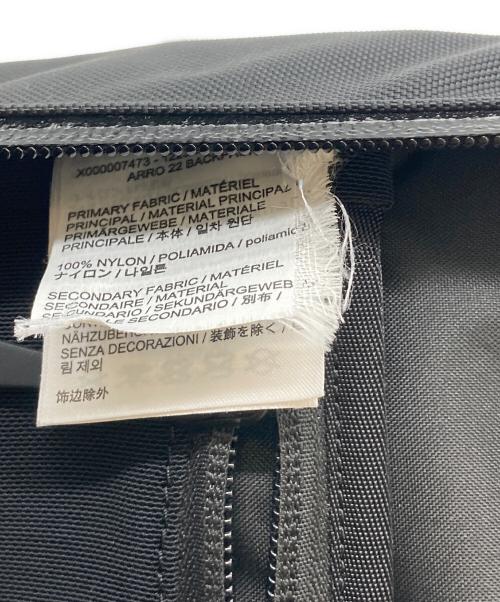 X000007473 -
ARRO 22
PRIMARY FABRIC / MATÉRIEL
PRINCIPAL / MATERIAL PRINCIPAL
PRIMÄRGEWEBE / MATERIALE
PRINCIPALE / 本体 / 일차 원단
100% NYLON / POLIAMIDA / poliamid
ナイロン / 나일론
SECONDARY FABRIC / MATÉRIEL
SECONDAIRE / MATERIAL
SECUNDARIO / SEKUNDÄRGEWEB
SECONDARIO / 別布 /
NÄHZUBE
SENZA DECORAZIONI / 装飾を除く /
림 제외
饰边除外